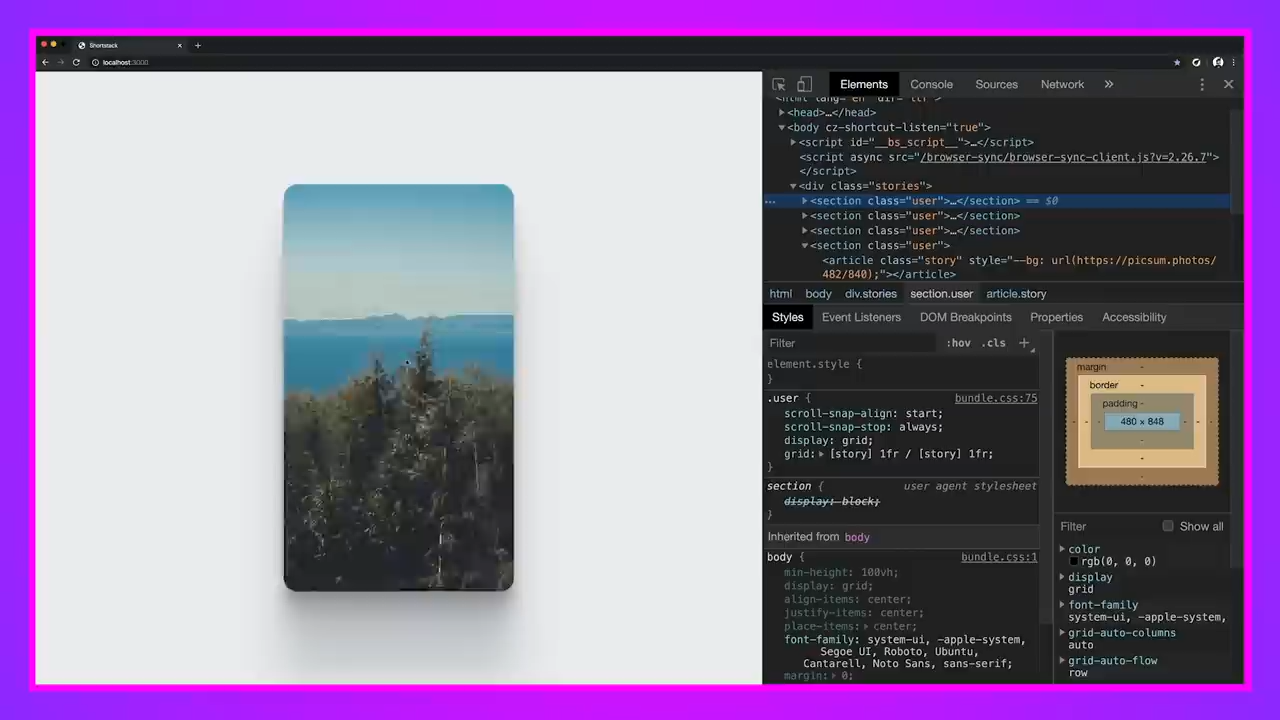 Shortstack
localhost:3000
Elements Console Sources Network
<html lang="en" dir="ltr">
<head>…</head>
<body cz-shortcut-listen="true">
<script id="__bs_script__">…</script>
<script async src="/browser-sync/browser-sync-client.js?v=2.26.7">
</script>
<div class="stories">
<section class="user">…</section> == $0
<section class="user">…</section>
<section class="user">…</section>
<section class="user">
<article class="story" style="--bg: url(https://picsum.photos/
482/840);"></article>
html body div.stories section.user article.story
Styles Event Listeners DOM Breakpoints Properties Accessibility
Filter :hov .cls +
element.style {
}
.user { bundle.css:75
scroll-snap-align: start;
scroll-snap-stop: always;
display: grid;
grid: [story] 1fr / [story] 1fr;
}
section { user agent stylesheet
display: block;
}
Inherited from body
body { bundle.css:1
min-height: 100vh;
display: grid;
align-items: center;
justify-items: center;
place-items: center;
font-family: system-ui, -apple-system,
Segoe UI, Roboto, Ubuntu,
Cantarell, Noto Sans, sans-serif;
margin: 0;
margin -
border -
padding -
- - - 480 × 848 - - -
-
-
-
Filter Show all
color
rgb(0, 0, 0)
display
grid
font-family
system-ui, -apple-system,
grid-auto-columns
auto
grid-auto-flow
row